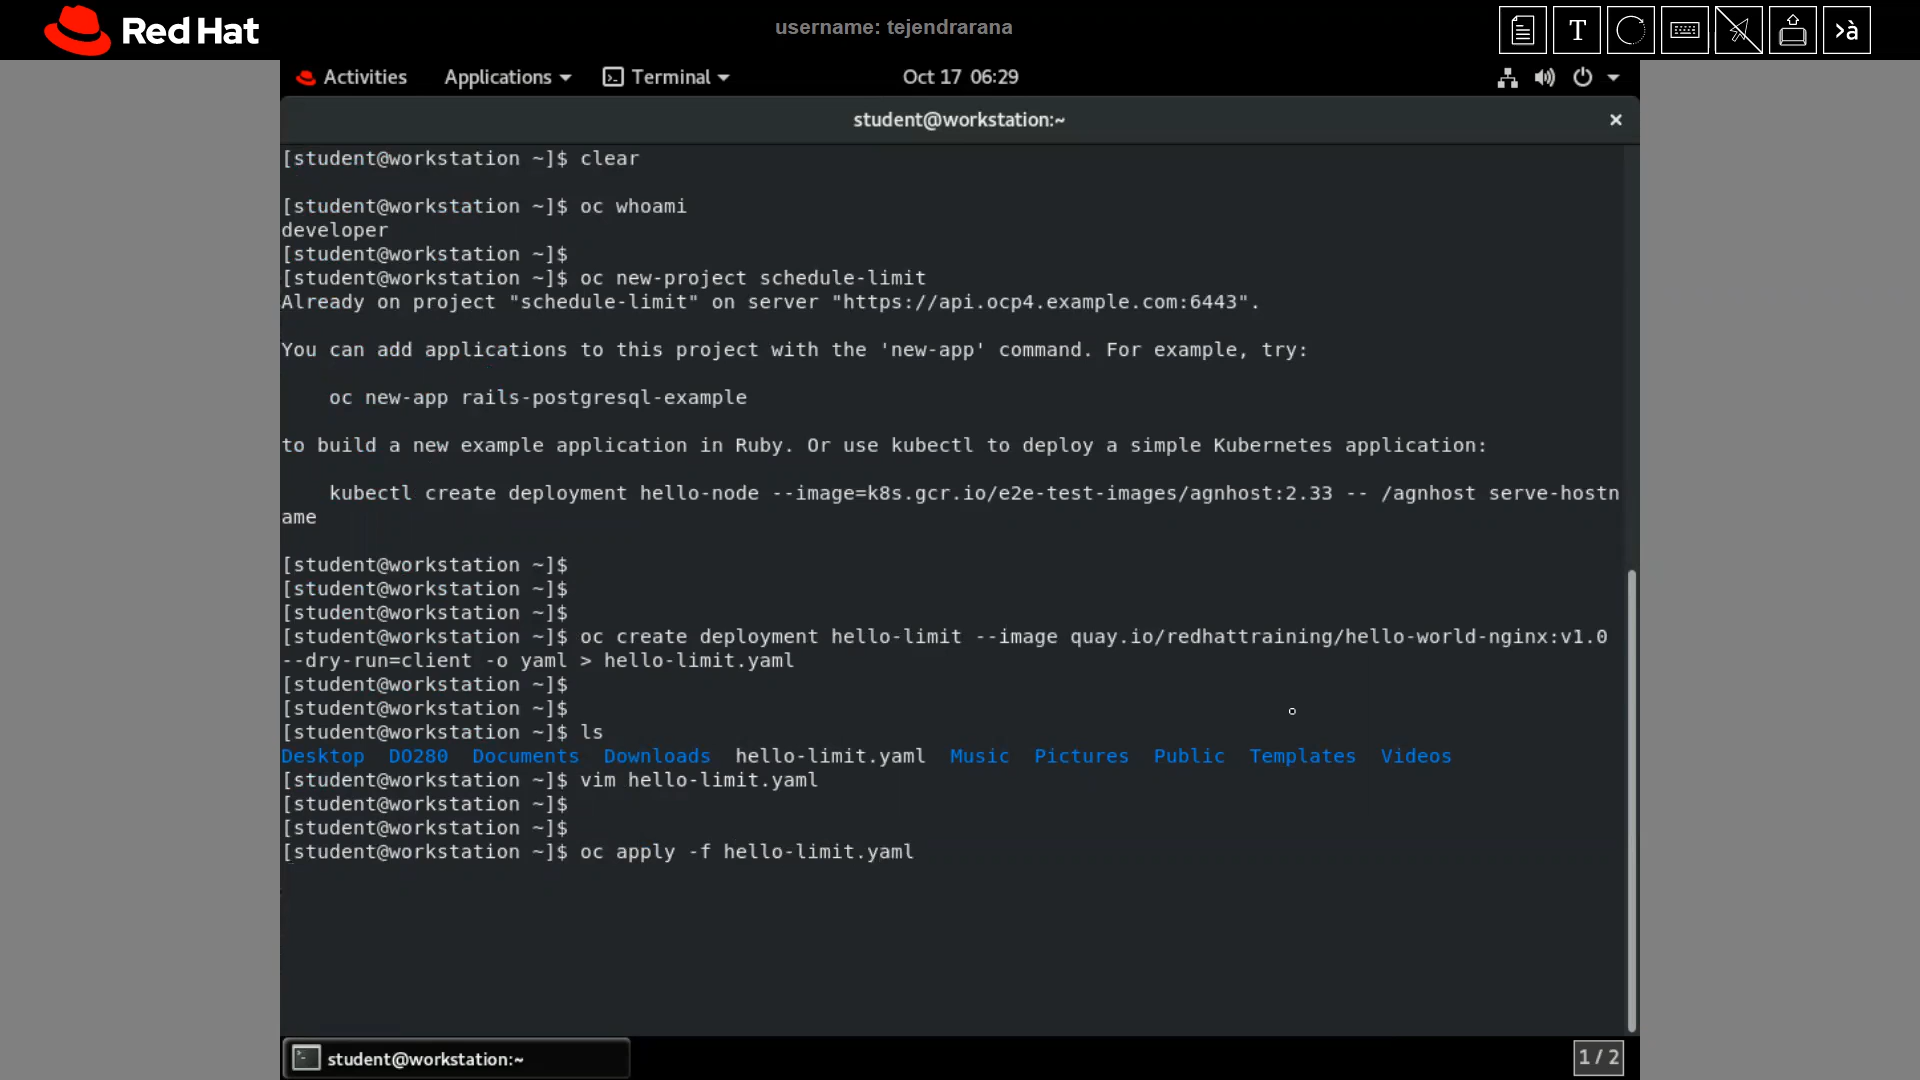 Red Hat
username: tejendrarana
T
>à
Activities Applications Terminal Oct 17 06:29
student@workstation:~ ×
[student@workstation ~]$ clear
[student@workstation ~]$ oc whoami
developer
[student@workstation ~]$
[student@workstation ~]$ oc new-project schedule-limit
Already on project "schedule-limit" on server "https://api.ocp4.example.com:6443".
You can add applications to this project with the 'new-app' command. For example, try:
oc new-app rails-postgresql-example
to build a new example application in Ruby. Or use kubectl to deploy a simple Kubernetes application:
kubectl create deployment hello-node --image=k8s.gcr.io/e2e-test-images/agnhost:2.33 -- /agnhost serve-hostn
ame
[student@workstation ~]$
[student@workstation ~]$
[student@workstation ~]$
[student@workstation ~]$ oc create deployment hello-limit --image quay.io/redhattraining/hello-world-nginx:v1.0
--dry-run=client -o yaml > hello-limit.yaml
[student@workstation ~]$
[student@workstation ~]$
[student@workstation ~]$ ls
Desktop DO280 Documents Downloads hello-limit.yaml Music Pictures Public Templates Videos
[student@workstation ~]$ vim hello-limit.yaml
[student@workstation ~]$
[student@workstation ~]$
[student@workstation ~]$ oc apply -f hello-limit.yaml
student@workstation:~ 1 / 2